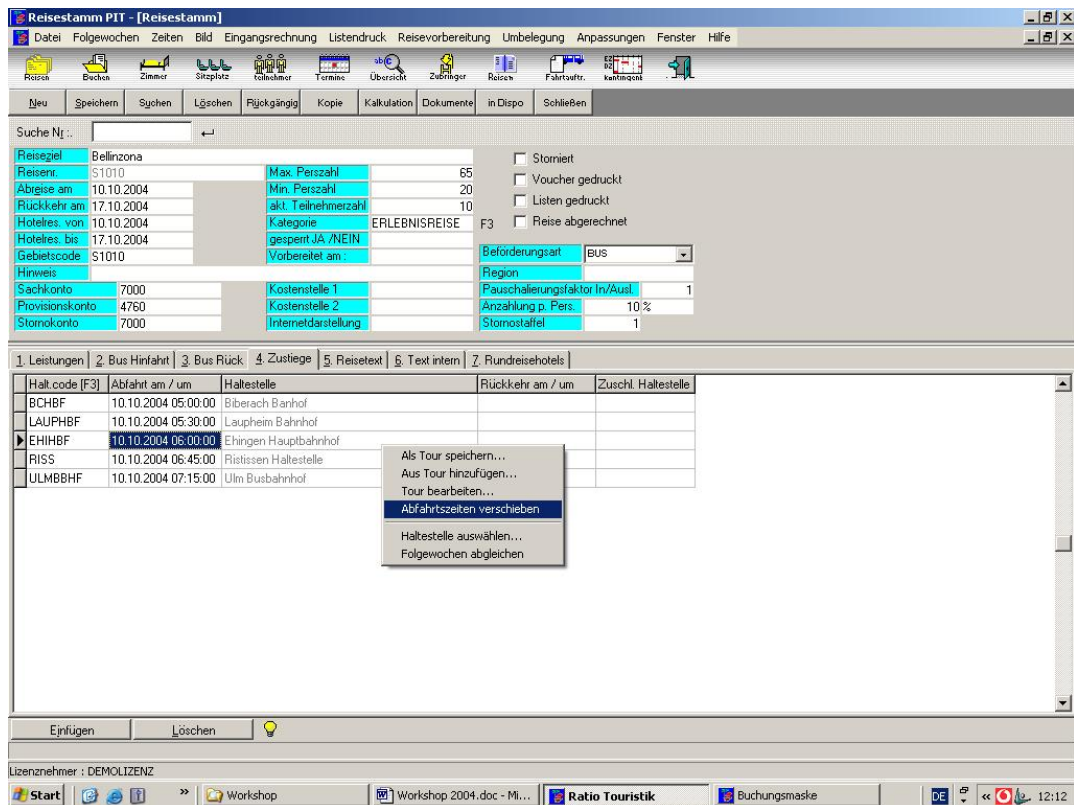 Reisestamm PIT - [Reisestamm]
Datei Folgewochen Zeiten Bild Eingangsrechnung Listendruck Reisevorbereitung Umbelegung Anpassungen Fenster Hilfe
Reisen Buchen Zimmer Sitzplatz teilnehmer Termine Übersicht Zubringer Reisen Fahrtauftr. kontingent
Neu Speichern Suchen Löschen Rückgängig Kopie Kalkulation Dokumente in Dispo Schließen
Suche Nr.:
Reiseziel Bellinzona Storniert
Reisenr. S1010 Max. Perszahl 65 Voucher gedruckt
Abreise am 10.10.2004 Min. Perszahl 20 Listen gedruckt
Rückkehr am 17.10.2004 akt. Teilnehmerzahl 10
Hotelres. von 10.10.2004 Kategorie ERLEBNISREISE F3 Reise abgerechnet
Hotelres. bis 17.10.2004 gesperrt JA /NEIN
Gebietscode S1010 Vorbereitet am : Beförderungsart BUS
Hinweis Region
Sachkonto 7000 Kostenstelle 1 Pauschalierungsfaktor In/Ausl. 1
Provisionskonto 4760 Kostenstelle 2 Anzahlung p. Pers. 10 %
Stornokonto 7000 Internetdarstellung Stornostaffel 1
1. Leistungen 2. Bus Hinfahrt 3. Bus Rück 4. Zustiege 5. Reisetext 6. Text intern 7. Rundreisehotels
Halt.code [F3] Abfahrt am / um Haltestelle Rückkehr am / um Zuschl. Haltestelle
BCHBF 10.10.2004 05:00:00 Biberach Banhof
LAUPHBF 10.10.2004 05:30:00 Laupheim Bahnhof
EHIHBF 10.10.2004 06:00:00 Ehingen Hauptbahnhof
RISS 10.10.2004 06:45:00 Ristissen Haltestelle
ULMBBHF 10.10.2004 07:15:00 Ulm Busbahnhof
Als Tour speichern...
Aus Tour hinzufügen...
Tour bearbeiten...
Abfahrtszeiten verschieben
Haltestelle auswählen...
Folgewochen abgleichen
Einfügen Löschen
Lizenznehmer : DEMOLIZENZ
Start » Workshop Workshop 2004.doc - Mi... Ratio Touristik Buchungsmaske DE « 12:12